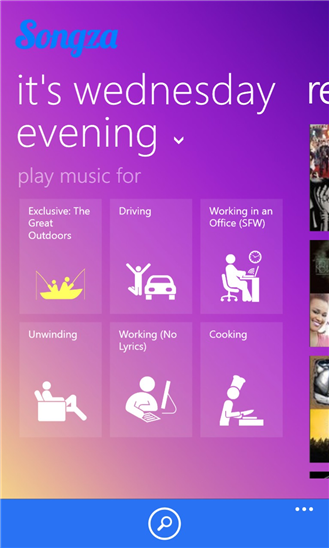 Songza
it's wednesday
evening
re
play music for
Exclusive: The
Great
Outdoors
Driving
Working in an
Office (SFW)
Unwinding
Working (No
Lyrics)
Cooking